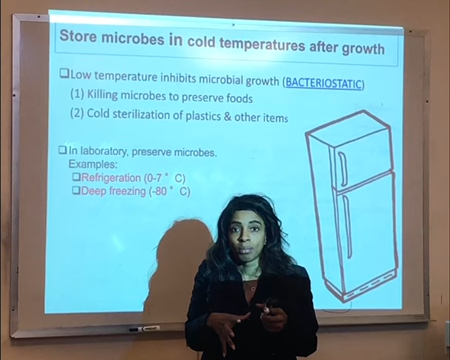 Store microbes in cold temperatures after growth
❑Low temperature inhibits microbial growth (BACTERIOSTATIC)
(1) Killing microbes to preserve foods
(2) Cold sterilization of plastics & other items
❑In laboratory, preserve microbes.
Examples:
❑Refrigeration (0-7 ° C)
❑Deep freezing (-80 ° C)